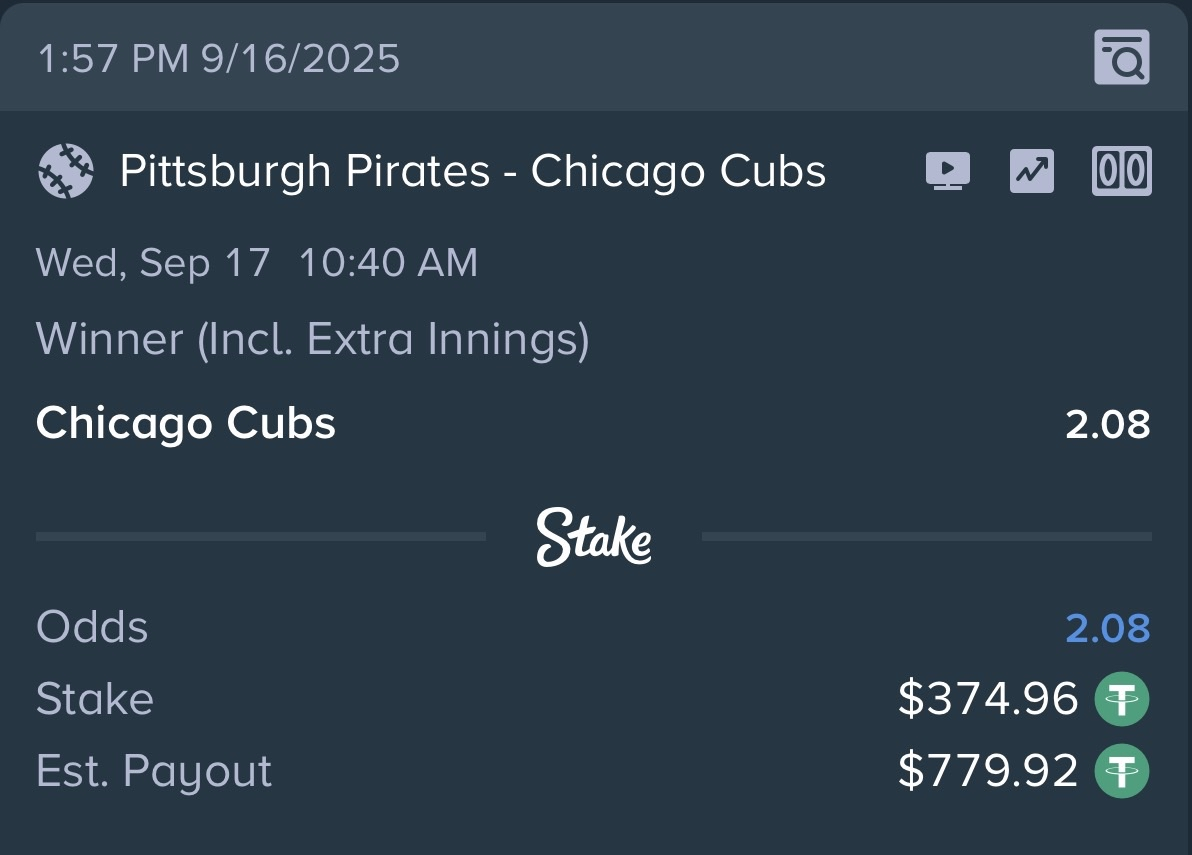 1:57 PM 9/16/2025
Pittsburgh Pirates - Chicago Cubs
Wed, Sep 17 10:40 AM
Winner (Incl. Extra Innings)
Chicago Cubs 2.08
Stake
Odds 2.08
Stake $374.96
Est. Payout $779.92